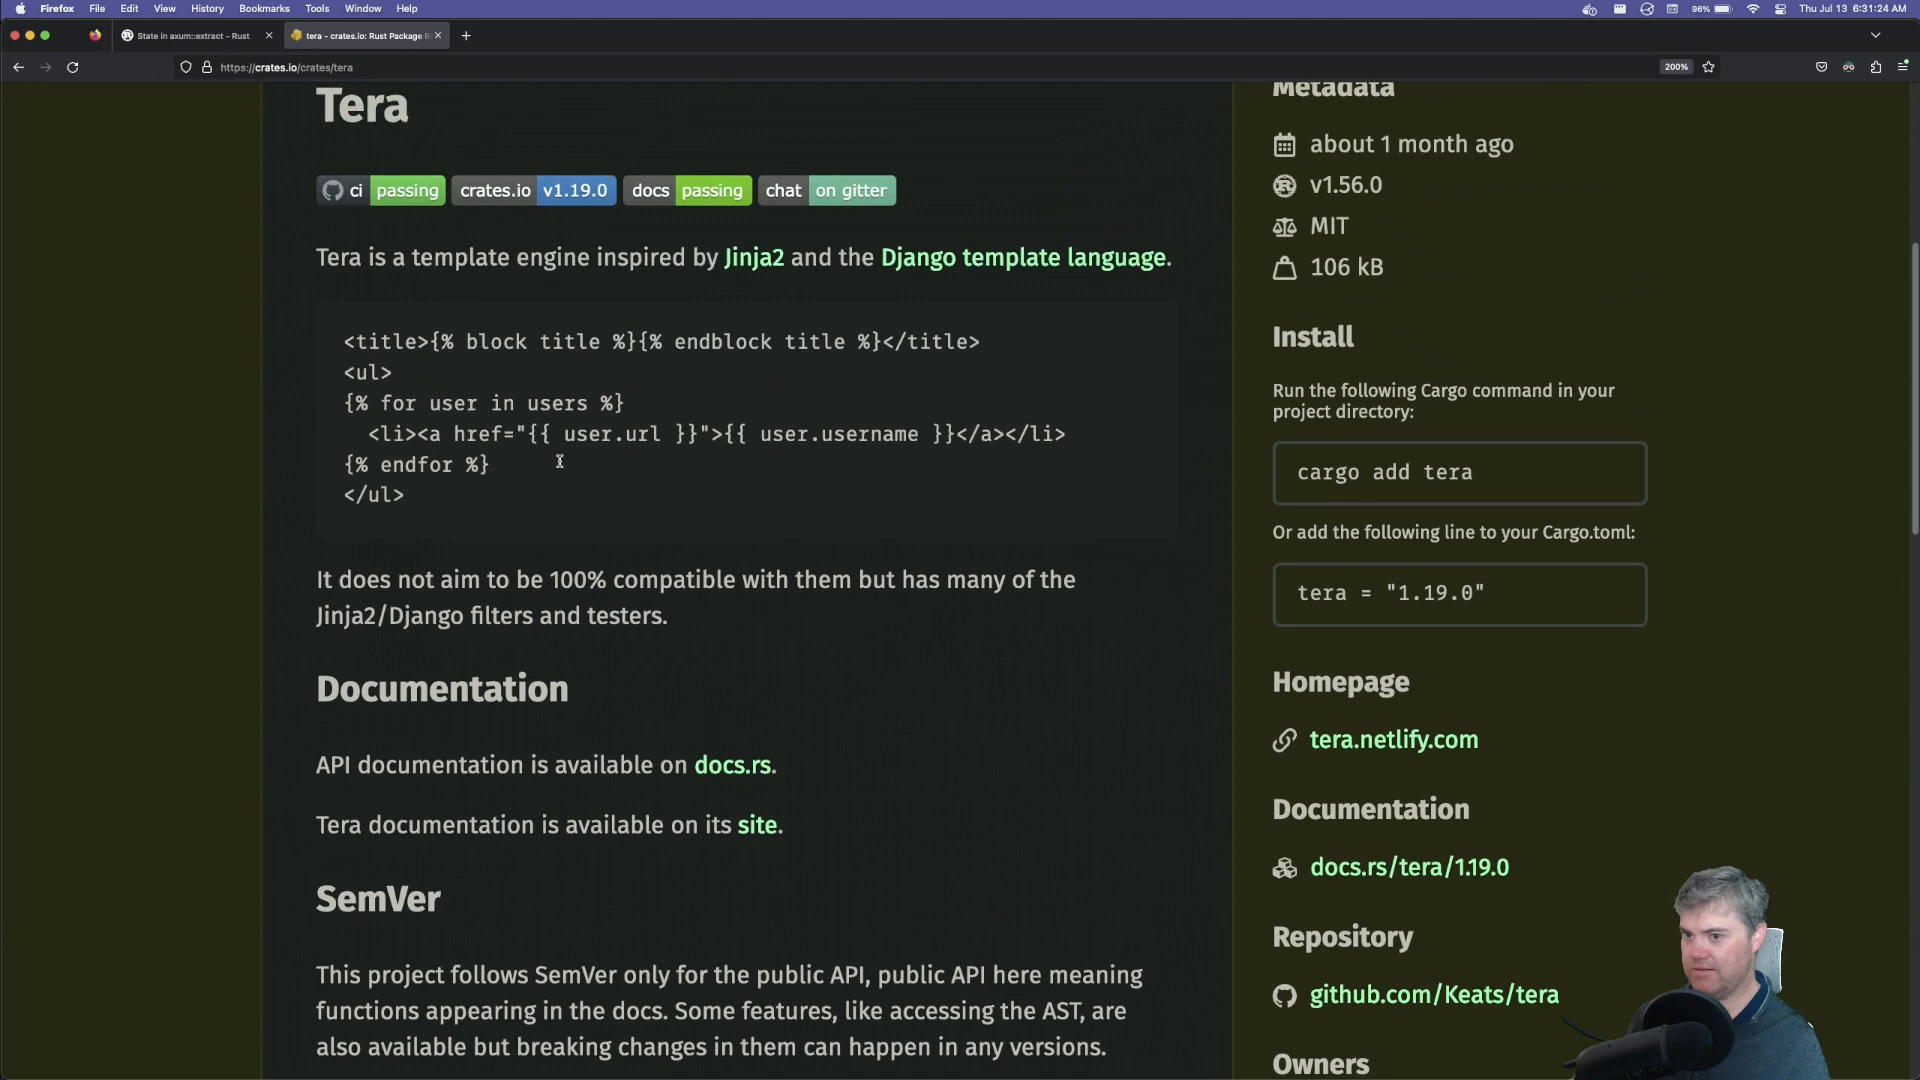 Firefox File Edit View History Bookmarks Tools Window Help 96% Thu Jul 13 6:31:24 AM
State in axum::extract - Rust tera - crates.io: Rust Package R
https://crates.io/crates/tera 200%
Tera
ci passing crates.io v1.19.0 docs passing chat on gitter
Tera is a template engine inspired by Jinja2 and the Django template language.
<title>{% block title %}{% endblock title %}</title>
<ul>
{% for user in users %}
<li><a href="{{ user.url }}">{{ user.username }}</a></li>
{% endfor %}
</ul>
It does not aim to be 100% compatible with them but has many of the
Jinja2/Django filters and testers.
Documentation
API documentation is available on docs.rs.
Tera documentation is available on its site.
SemVer
This project follows SemVer only for the public API, public API here meaning
functions appearing in the docs. Some features, like accessing the AST, are
also available but breaking changes in them can happen in any versions.
Metadata
about 1 month ago
v1.56.0
MIT
106 kB
Install
Run the following Cargo command in your
project directory:
cargo add tera
Or add the following line to your Cargo.toml:
tera = "1.19.0"
Homepage
tera.netlify.com
Documentation
docs.rs/tera/1.19.0
Repository
github.com/Keats/tera
Owners